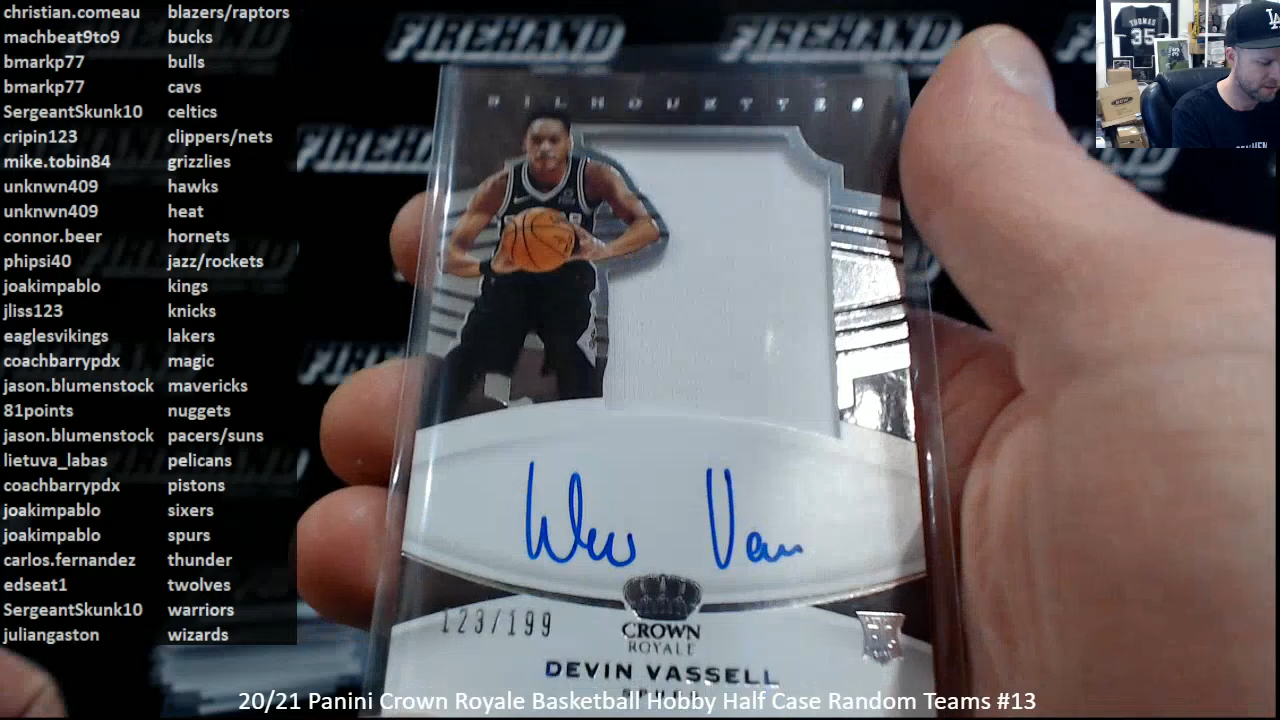 christian.comeau blazers/raptors
machbeat9to9 bucks
bmarkp77 bulls
bmarkp77 cavs
SergeantSkunk10 celtics
cripin123 clippers/nets
mike.tobin84 grizzlies
unknwn409 hawks
unknwn409 heat
connor.beer hornets
phipsi40 jazz/rockets
joakimpablo kings
jliss123 knicks
eaglesvikings lakers
coachbarrypdx magic
jason.blumenstock mavericks
81points nuggets
jason.blumenstock pacers/suns
lietuva_labas pelicans
coachbarrypdx pistons
joakimpablo sixers
joakimpablo spurs
carlos.fernandez thunder
edseat1 twolves
SergeantSkunk10 warriors
juliangaston wizards
FIREHAND FIREHAND
THOMAS
35
LA
SILHOUETTES
123/199
CROWN
ROYALE
DEVIN VASSELL
SPURS
20/21 Panini Crown Royale Basketball Hobby Half Case Random Teams #13